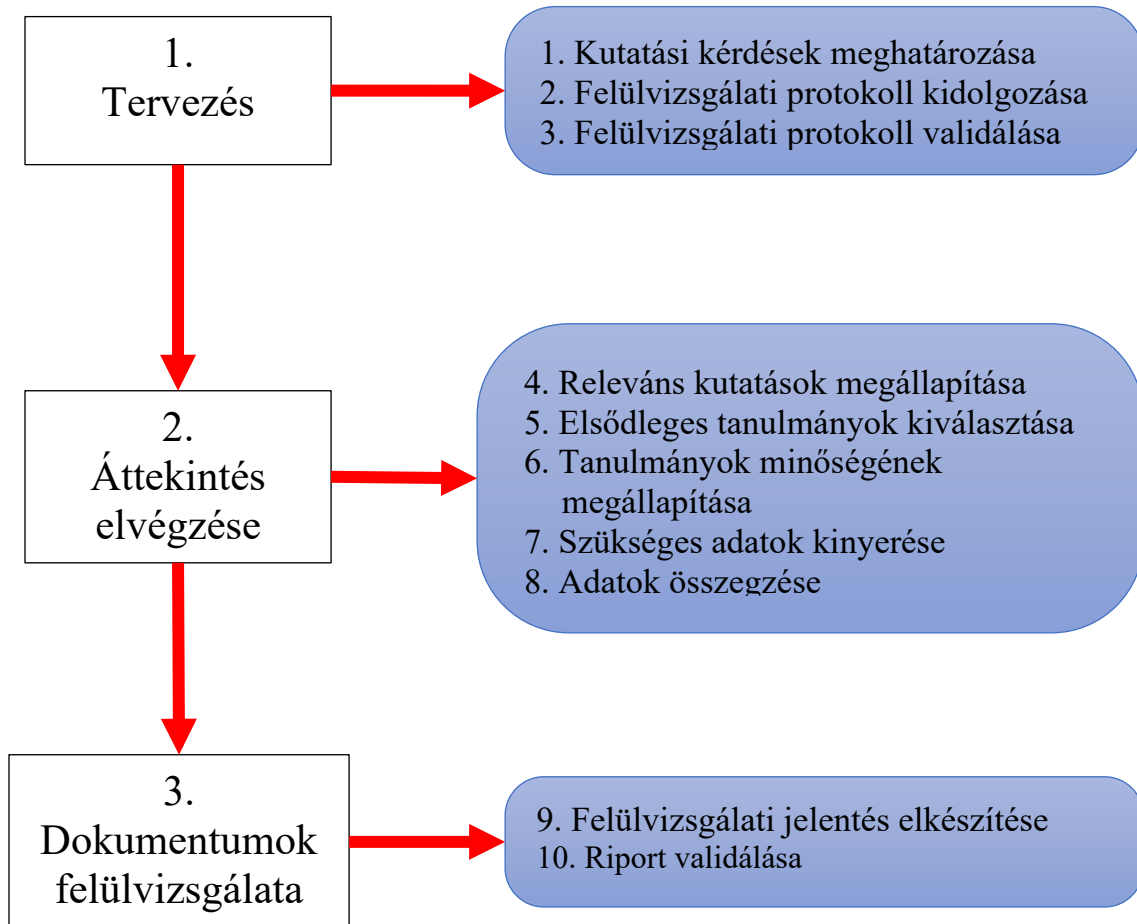 1.
Tervezés
1. Kutatási kérdések meghatározása
2. Felülvizsgálati protokoll kidolgozása
3. Felülvizsgálati protokoll validálása
2.
Áttekintés
elvégzése
4. Releváns kutatások megállapítása
5. Elsődleges tanulmányok kiválasztása
6. Tanulmányok minőségének
megállapítása
7. Szükséges adatok kinyerése
8. Adatok összegzése
3.
Dokumentumok
felülvizsgálata
9. Felülvizsgálati jelentés elkészítése
10. Riport validálása